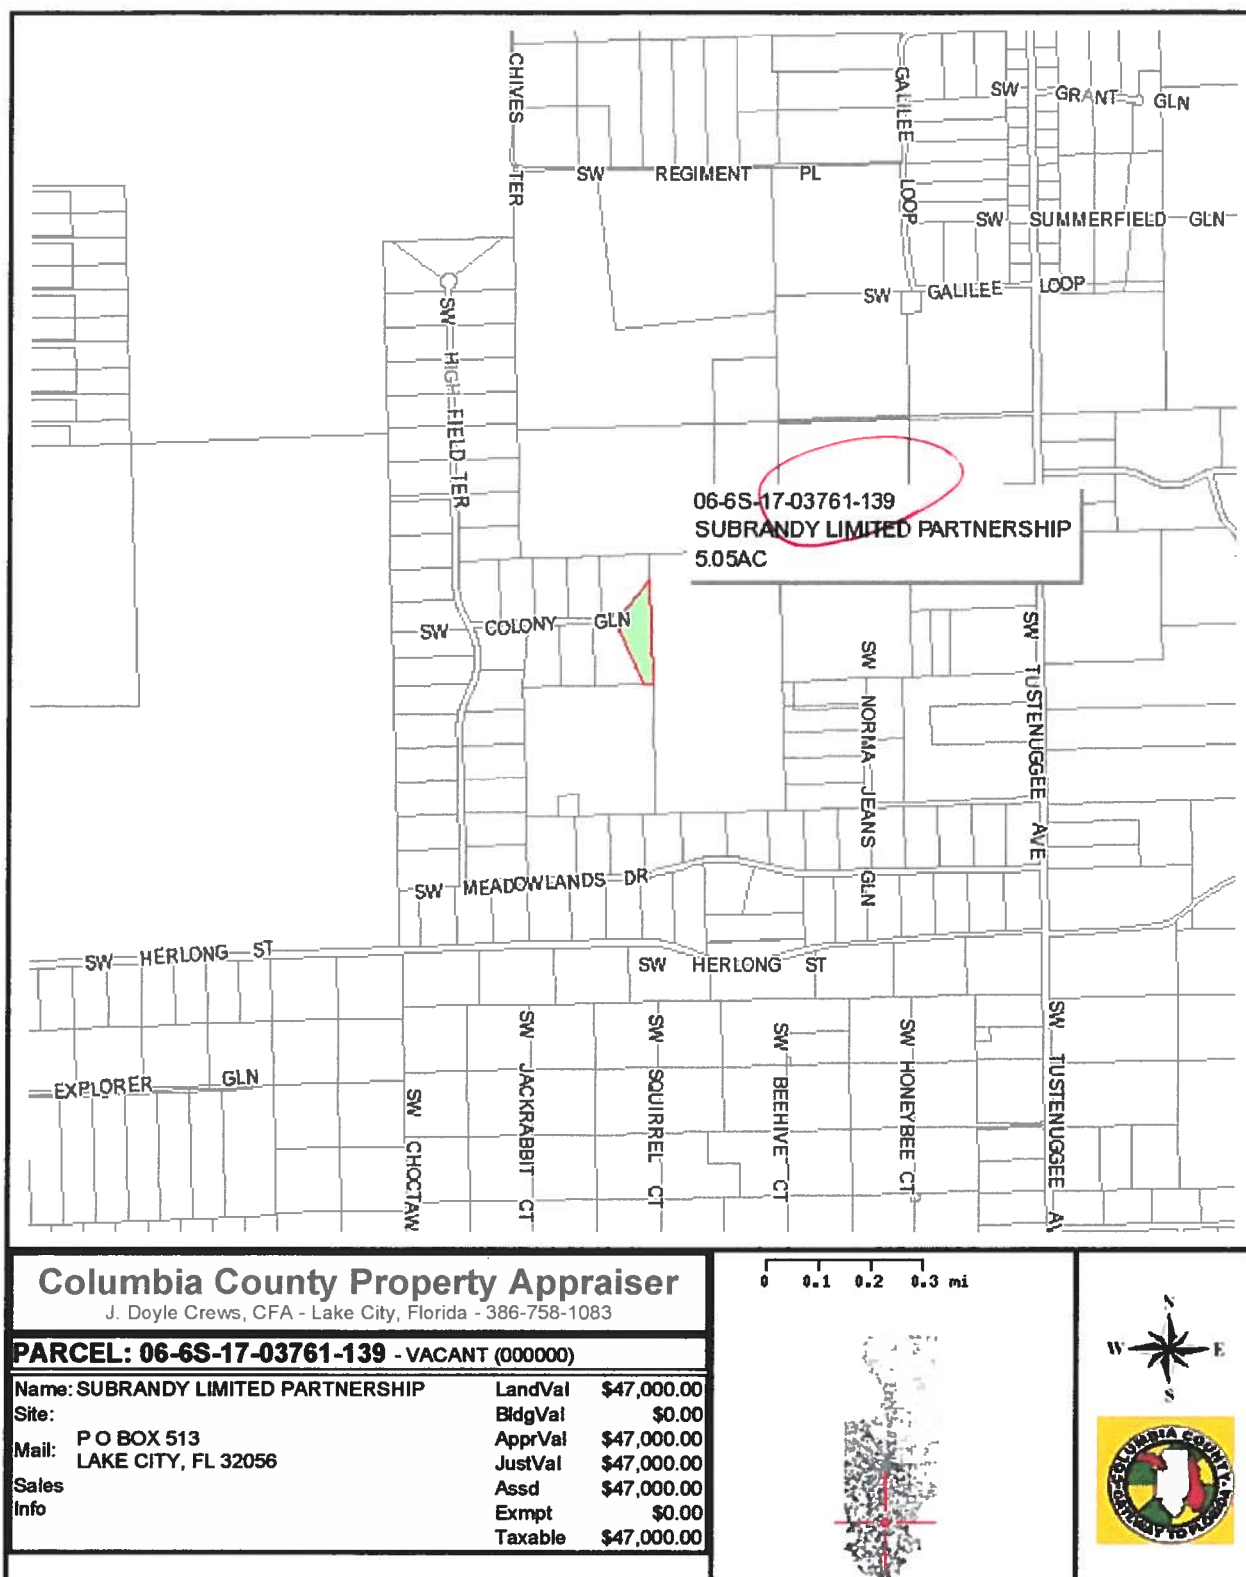 CHIVES TER
GALILEE LOOP
SW GRANT GLN
SW REGIMENT PL
SW SUMMERFIELD GLN
SW GALILEE LOOP
SW HIGH FIELD TER
06-6S-17-03761-139
SUBRANDY LIMITED PARTNERSHIP
5.05AC
SW COLONY GLN
SW TUSTENUGGEE AVE
SW NORMA JEANS GLN
SW MEADOWLANDS DR
SW HERLONG ST
SW HERLONG ST
EXPLORER GLN
SW CHOCTAW
SW JACKRABBIT CT
SW SQUIRREL CT
SW BEEHIVE CT
SW HONEYBEE CT
SW TUSTENUGGEE AV
Columbia County Property Appraiser
J. Doyle Crews, CFA - Lake City, Florida - 386-758-1083
PARCEL: 06-6S-17-03761-139 - VACANT (000000)
Name: SUBRANDY LIMITED PARTNERSHIP
Site:
Mail: P O BOX 513
LAKE CITY, FL 32056
Sales
Info
LandVal $47,000.00
BldgVal $0.00
ApprVal $47,000.00
JustVal $47,000.00
Assd $47,000.00
Exmpt $0.00
Taxable $47,000.00
0 0.1 0.2 0.3 mi
N
W E
S
COLUMBIA COUNTY
GATEWAY TO FLORIDA